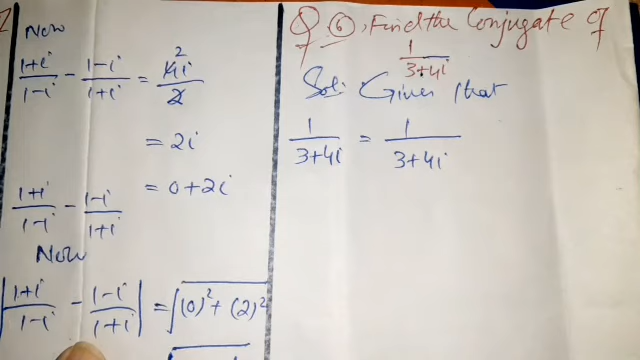 Now
(1+i)/(1-i) - (1-i)/(1+i) = 4i/2 2
= 2i
(1+i)/(1-i) - (1-i)/(1+i) = 0+2i
Now
|(1+i)/(1-i) - (1-i)/(1+i)| = √((0)² + (2)²)
Q.6. Find the Conjugate of
1/(3+4i)
Sol: Given that
1/(3+4i) = 1/(3+4i)